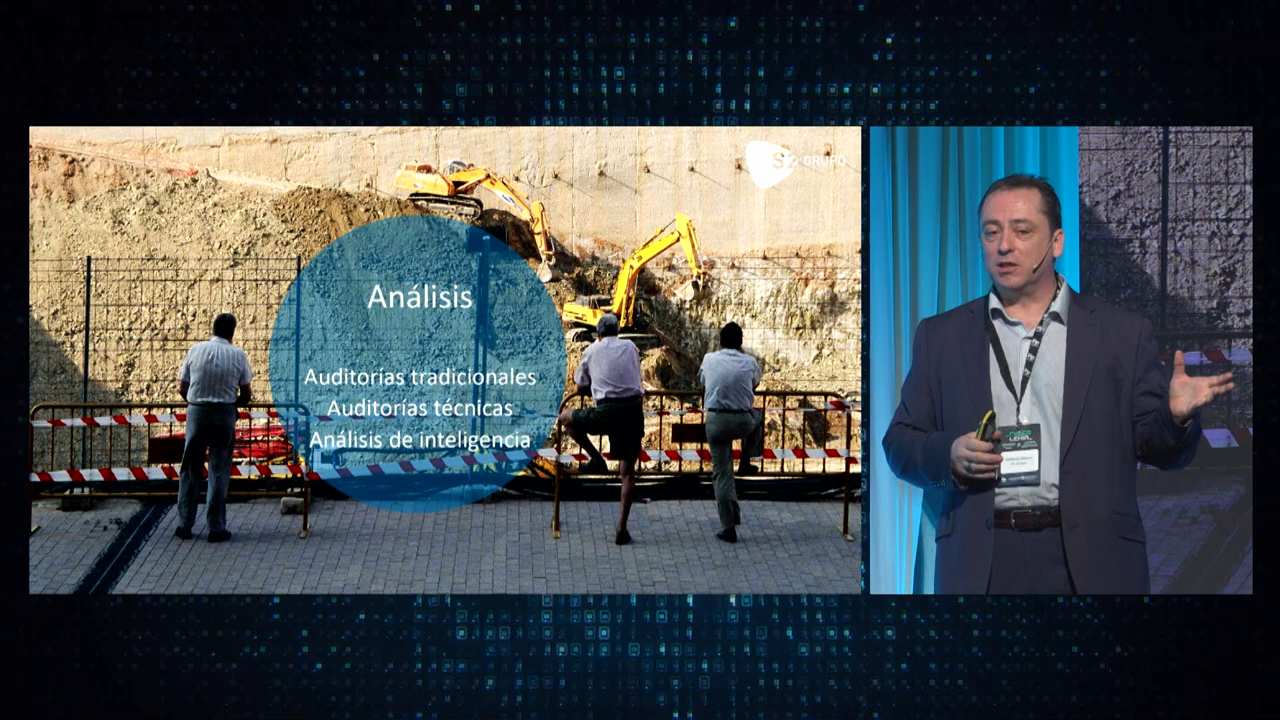 S2 GRUPO
Análisis
Auditorías tradicionales
Auditorías técnicas
Análisis de inteligencia